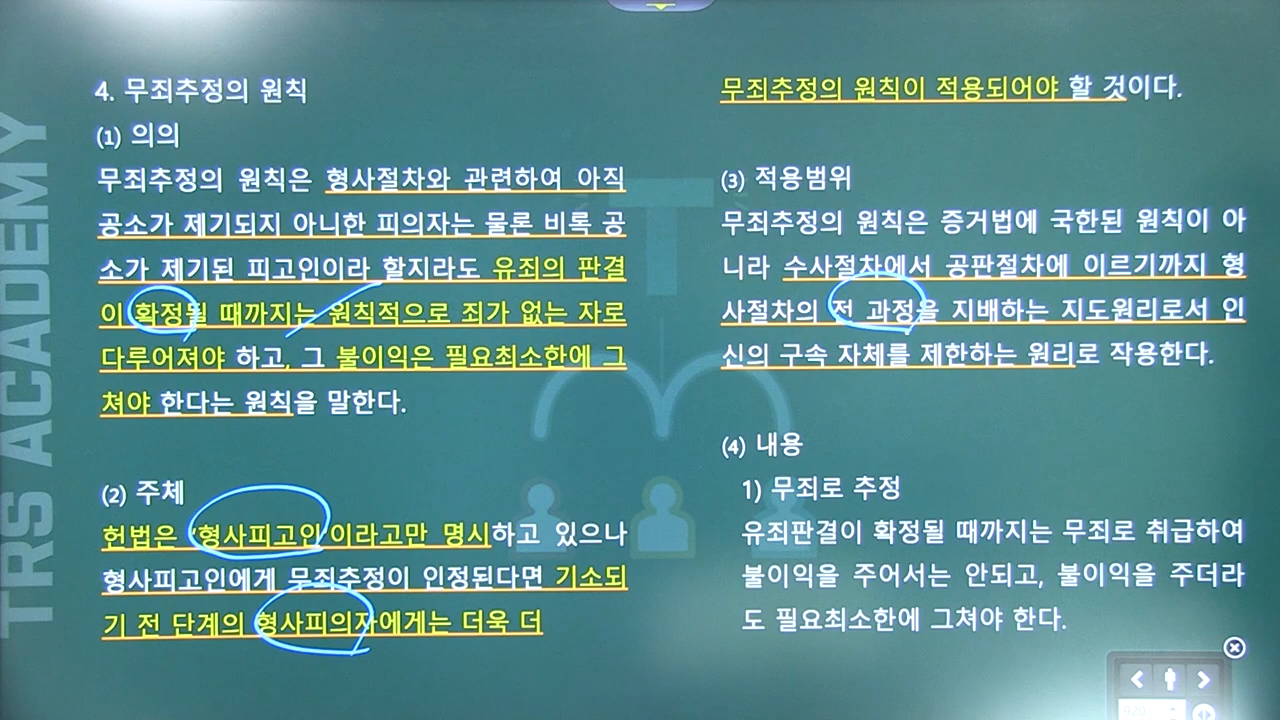 4. 무죄추정의 원칙
(1) 의의
무죄추정의 원칙은 형사절차와 관련하여 아직
공소가 제기되지 아니한 피의자는 물론 비록 공
소가 제기된 피고인이라 할지라도 유죄의 판결
이 확정될 때까지는 원칙적으로 죄가 없는 자로
다루어져야 하고, 그 불이익은 필요최소한에 그
쳐야 한다는 원칙을 말한다.
(2) 주체
헌법은 '형사피고인'이라고만 명시하고 있으나
형사피고인에게 무죄추정이 인정된다면 기소되
기 전 단계의 형사피의자에게는 더욱 더
무죄추정의 원칙이 적용되어야 할 것이다.
(3) 적용범위
무죄추정의 원칙은 증거법에 국한된 원칙이 아
니라 수사절차에서 공판절차에 이르기까지 형
사절차의 전 과정을 지배하는 지도원리로서 인
신의 구속 자체를 제한하는 원리로 작용한다.
(4) 내용
1) 무죄로 추정
유죄판결이 확정될 때까지는 무죄로 취급하여
불이익을 주어서는 안되고, 불이익을 주더라
도 필요최소한에 그쳐야 한다.
TRS ACADEMY
920